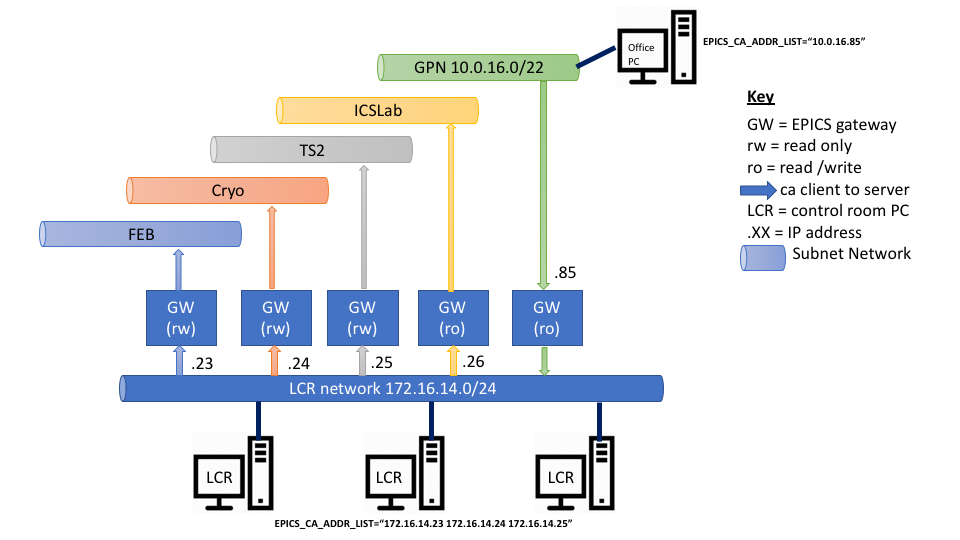 Office
PC
EPICS_CA_ADDR_LIST=“10.0.16.85”
GPN 10.0.16.0/22
ICSLab
TS2
Cryo
FEB
Key
GW = EPICS gateway
rw = read only
ro = read /write
ca client to server
LCR = control room PC
.XX = IP address
Subnet Network
.85
GW
(rw)
GW
(rw)
GW
(rw)
GW
(ro)
GW
(ro)
.23
.24
.25
.26
LCR network 172.16.14.0/24
LCR
LCR
LCR
EPICS_CA_ADDR_LIST=“172.16.14.23 172.16.14.24 172.16.14.25”